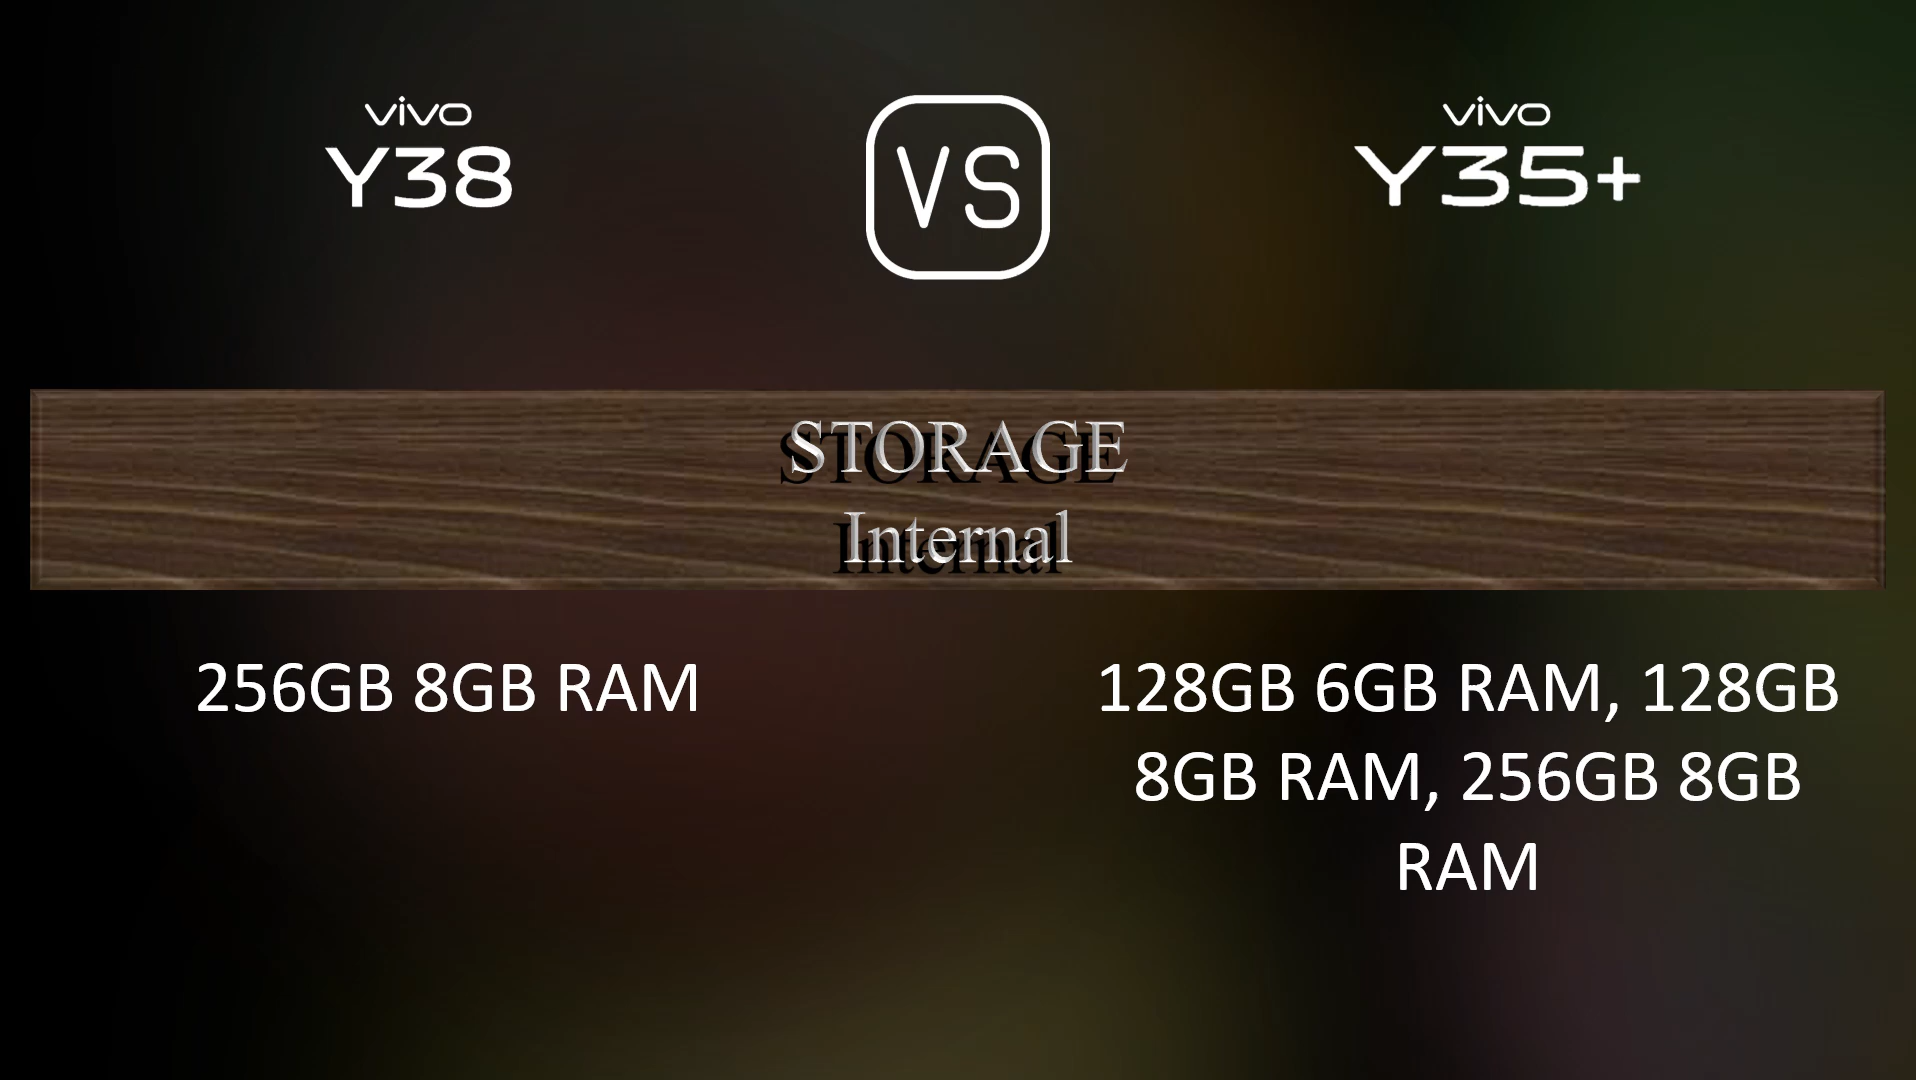 vivo
Y38
VS
vivo
Y35+
STORAGE
Internal
256GB 8GB RAM
128GB 6GB RAM, 128GB
8GB RAM, 256GB 8GB
RAM